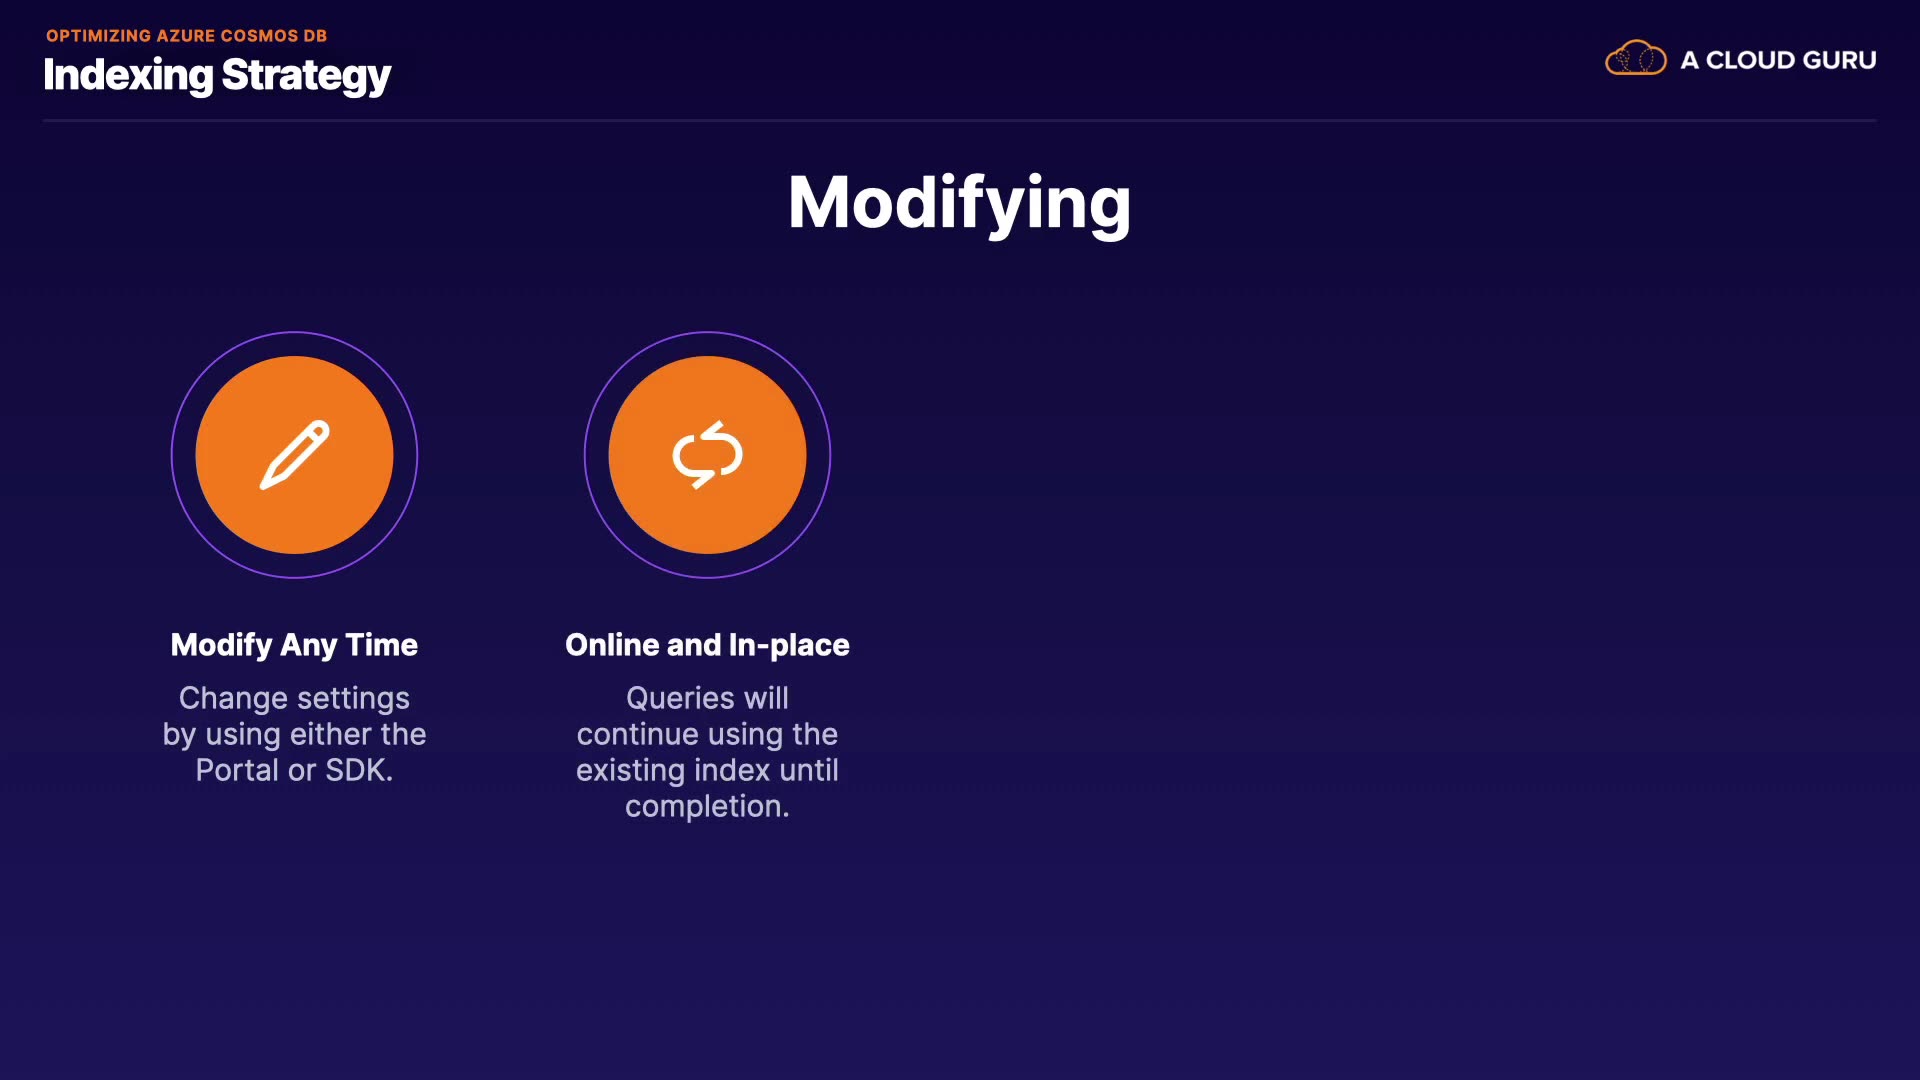 OPTIMIZING AZURE COSMOS DB
Indexing Strategy
A CLOUD GURU
Modifying
Modify Any Time
Change settings
by using either the
Portal or SDK.
Online and In-place
Queries will
continue using the
existing index until
completion.